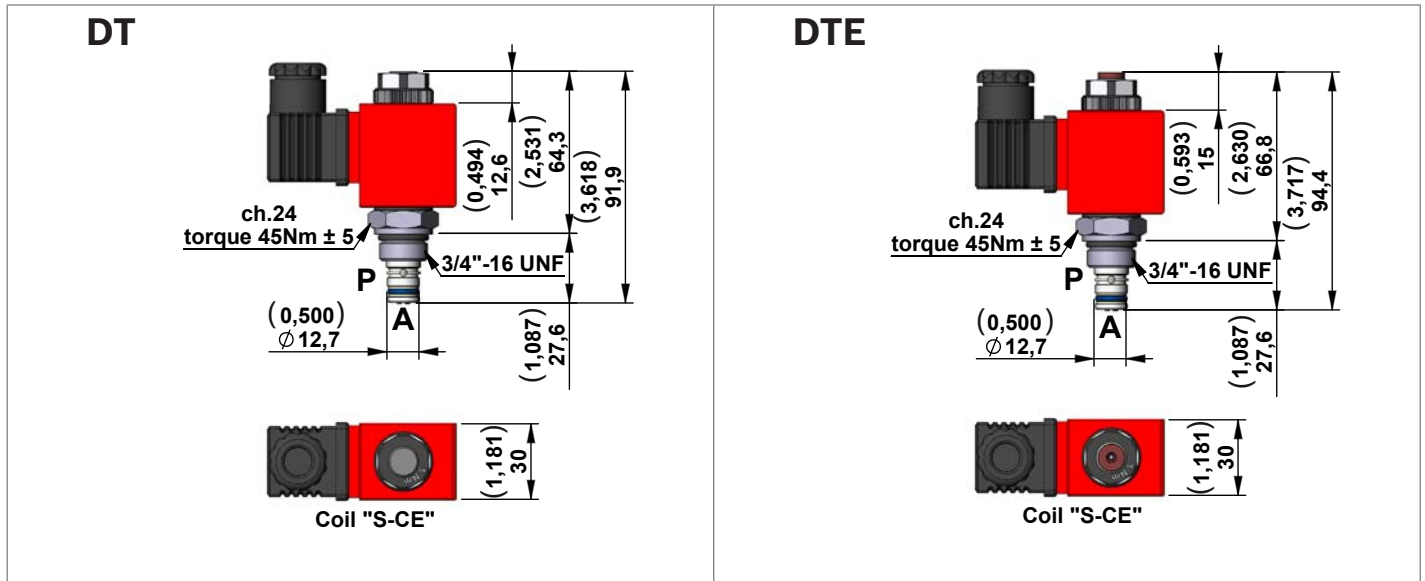 DT
(0,494)
12,6
(2,531)
64,3
(3,618)
91,9
ch.24
torque 45Nm ± 5
3/4"-16 UNF
P
A
(0,500)
∅12,7
(1,087)
27,6
(1,181)
30
Coil "S-CE"
DTE
(0,593)
15
(2,630)
66,8
(3,717)
94,4
ch.24
torque 45Nm ± 5
3/4"-16 UNF
P
A
(0,500)
∅12,7
(1,087)
27,6
(1,181)
30
Coil "S-CE"